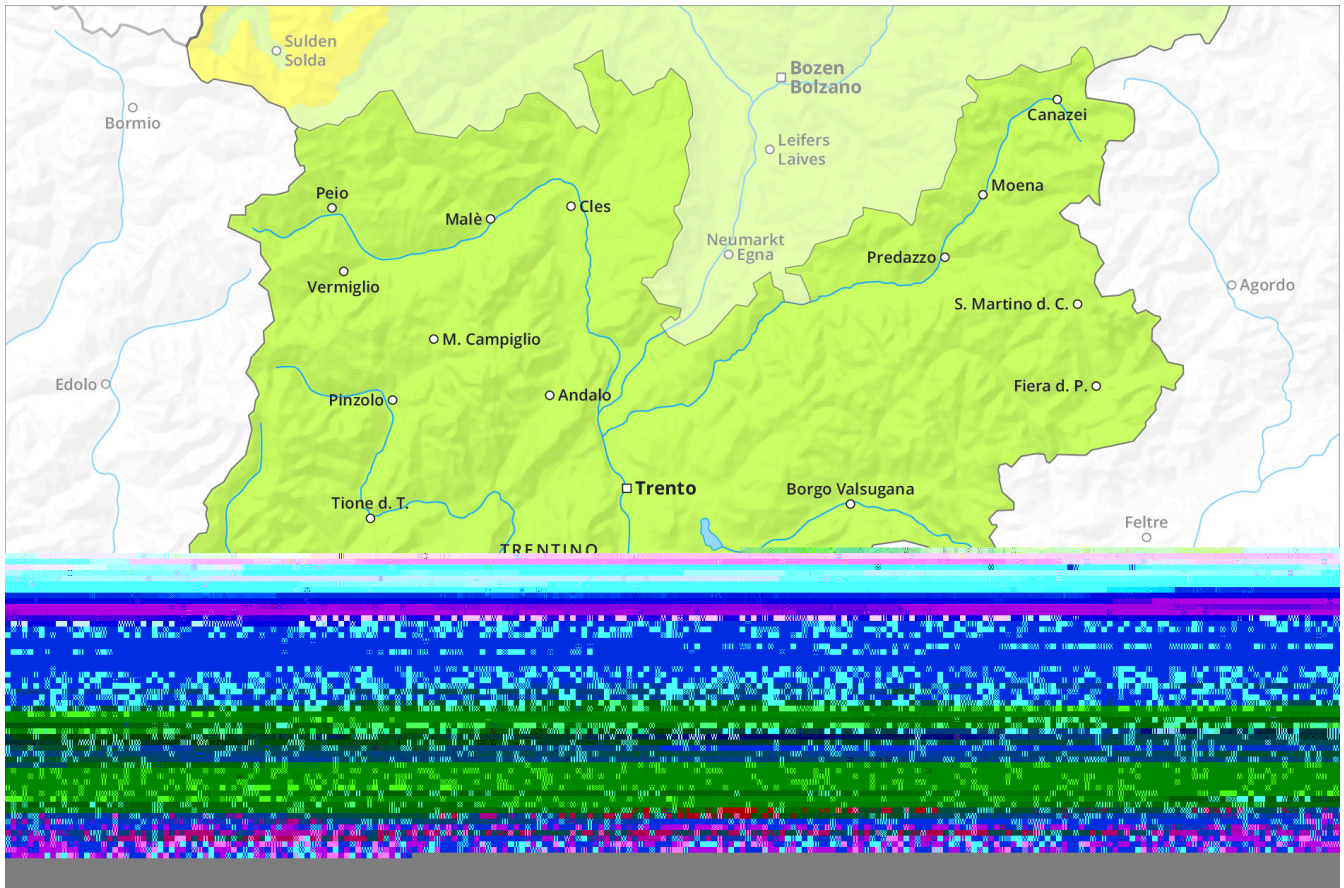 Sulden
Solda
Bozen
Bolzano
Bormio
Canazei
Leifers
Laives
Moena
Peio
Malè
Cles
Neumarkt
Egna
Predazzo
Vermiglio
Agordo
S. Martino d. C.
M. Campiglio
Edolo
Fiera d. P.
Pinzolo
Andalo
Trento
Borgo Valsugana
Tione d. T.
Feltre
TRENTINO